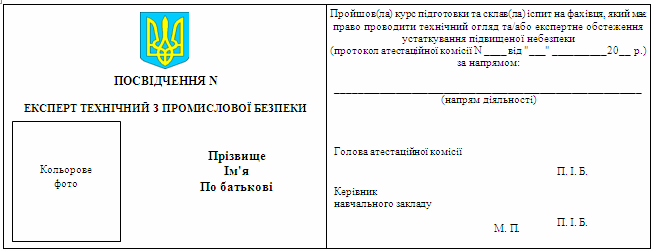 ПОСВІДЧЕННЯ N
ЕКСПЕРТ ТЕХНІЧНИЙ З ПРОМИСЛОВОЇ БЕЗПЕКИ
Кольорове
фото
Прізвище
Ім'я
По батькові
Пройшов(ла) курс підготовки та склав(ла) іспит на фахівця, який має
право проводити технічний огляд та/або експертне обстеження
устаткування підвищеної небезпеки
(протокол атестаційної комісії N ____ від "___" __________20__ р.)
за напрямом:
____________________________________________________
(напрям діяльності)
Голова атестаційної комісії
П. І. Б.
Керівник
навчального закладу
М. П.
П. І. Б.